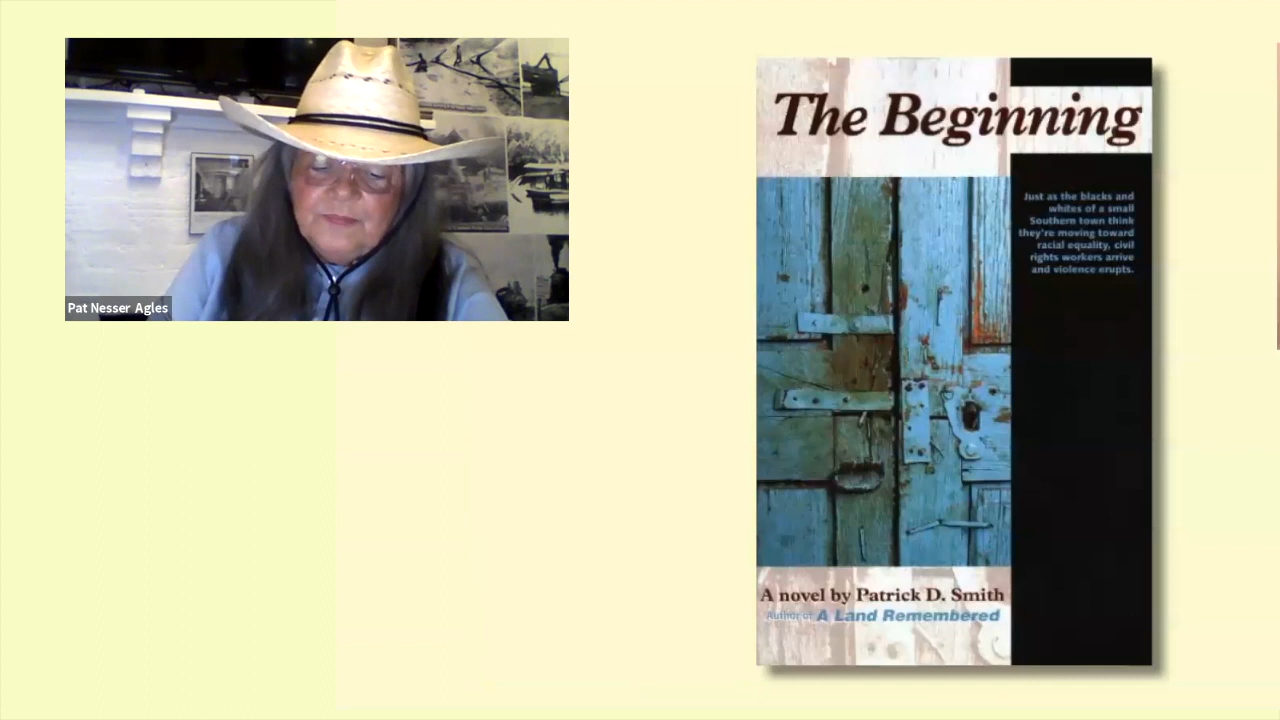 Pat Nesser Agles
The Beginning
Just as the blacks and
whites of a small
Southern town think
they're moving toward
racial equality, civil
rights workers arrive
and violence erupts.
A novel by Patrick D. Smith
Author of A Land Remembered